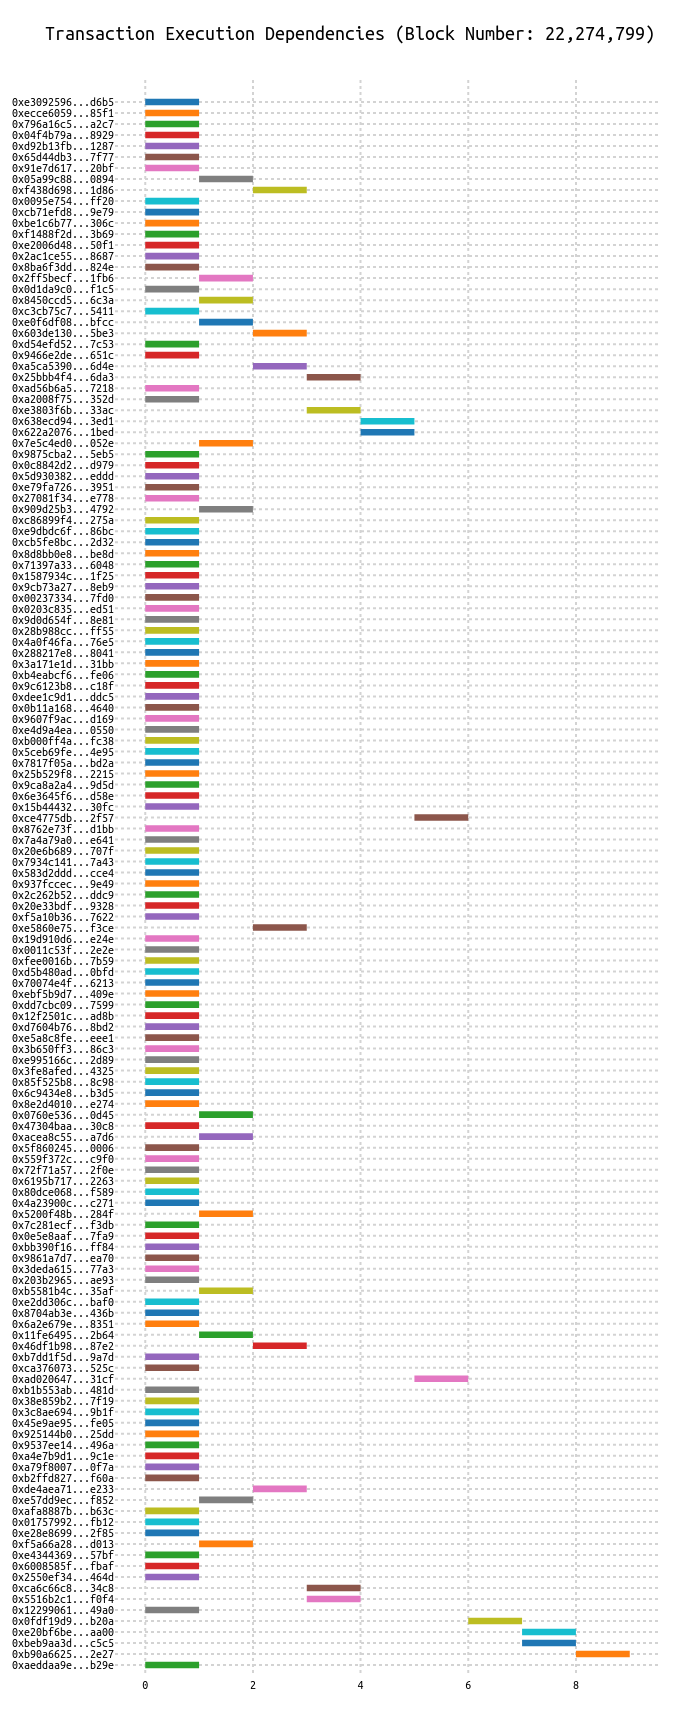 Transaction Execution Dependencies (Block Number: 22,274,799)
0xe3092596...d6b5
0xecce6059...85f1
0x796a16c5...a2c7
0x04f4b79a...8929
0xd92b13fb...1287
0x65d44db3...7f77
0x91e7d617...20bf
0x05a99c88...0894
0xf438d698...1d86
0x0095e754...ff20
0xcb71efd8...9e79
0xbe1c6b77...306c
0xf1488f2d...3b69
0xe2006d48...50f1
0x2ac1ce55...8687
0x8ba6f3dd...824e
0x2ff5becf...1fb6
0x0d1da9c0...f1c5
0x8450ccd5...6c3a
0xc3cb75c7...5411
0xe0f6df08...bfcc
0x603de130...5be3
0xd54efd52...7c53
0x9466e2de...651c
0xa5ca5390...6d4e
0x25bbb4f4...6da3
0xad56b6a5...7218
0xa2008f75...352d
0xe3803f6b...33ac
0x638ecd94...3ed1
0x622a2076...1bed
0x7e5c4ed0...052e
0x9875cba2...5eb5
0x0c8842d2...d979
0x5d930382...eddd
0xe79fa726...3951
0x27081f34...e778
0x909d25b3...4792
0xc86899f4...275a
0xe9dbdc6f...86bc
0xcb5fe8bc...2d32
0x8d8bb0e8...be8d
0x71397a33...6048
0x1587934c...1f25
0x9cb73a27...8eb9
0x00237334...7fd0
0x0203c835...ed51
0x9d0d654f...8e81
0x28b988cc...ff55
0x4a0f46fa...76e5
0x288217e8...8041
0x3a171e1d...31bb
0xb4eabcf6...fe06
0x9c6123b8...c18f
0xdee1c9d1...ddc5
0x0b11a168...4640
0x9607f9ac...d169
0xe4d9a4ea...0550
0xb000ff4a...fc38
0x5ceb69fe...4e95
0x7817f05a...bd2a
0x25b529f8...2215
0x9ca8a2a4...9d5d
0x6e3645f6...d58e
0x15b44432...30fc
0xce4775db...2f57
0x8762e73f...d1bb
0x7a4a79a0...e641
0x20e6b689...707f
0x7934c141...7a43
0x583d2ddd...cce4
0x937fccec...9e49
0x2c262b52...ddc9
0x20e33bdf...9328
0xf5a10b36...7622
0xe5860e75...f3ce
0x19d910d6...e24e
0x0011c53f...2e2e
0xfee0016b...7b59
0xd5b480ad...0bfd
0x70074e4f...6213
0xebf5b9d7...409e
0xdd7cbc09...7599
0x12f2501c...ad8b
0xd7604b76...8bd2
0xe5a8c8fe...eee1
0x3b650ff3...86c3
0xe995166c...2d89
0x3fe8afed...4325
0x85f525b8...8c98
0x6c9434e8...b3d5
0x8e2d4010...e274
0x0760e536...0d45
0x47304baa...30c8
0xacea8c55...a7d6
0x5f860245...0006
0x559f372c...c9f0
0x72f71a57...2f0e
0x6195b717...2263
0x80dce068...f589
0x4a23900c...c271
0x5200f48b...284f
0x7c281ecf...f3db
0x0e5e8aaf...7fa9
0xbb390f16...ff84
0x9861a7d7...ea70
0x3deda615...77a3
0x203b2965...ae93
0xb5581b4c...35af
0xe2dd306c...baf0
0x8704ab3e...436b
0x6a2e679e...8351
0x11fe6495...2b64
0x46df1b98...87e2
0xb7dd1f5d...9a7d
0xca376073...525c
0xad020647...31cf
0xb1b553ab...481d
0x38e859b2...7f19
0x3c8ae694...9b1f
0x45e9ae95...fe05
0x925144b0...25dd
0x9537ee14...496a
0xa4e7b9d1...9c1e
0xa79f8007...0f7a
0xb2ffd827...f60a
0xde4aea71...e233
0xe57dd9ec...f852
0xafa8887b...b63c
0x01757992...fb12
0xe28e8699...2f85
0xf5a66a28...d013
0xe4344369...57bf
0x6008585f...fbaf
0x2550ef34...464d
0xca6c66c8...34c8
0x5516b2c1...f0f4
0x12299061...49a0
0x0fdf19d9...b20a
0xe20bf6be...aa00
0xbeb9aa3d...c5c5
0xb90a6625...2e27
0xaeddaa9e...b29e
0 2 4 6 8